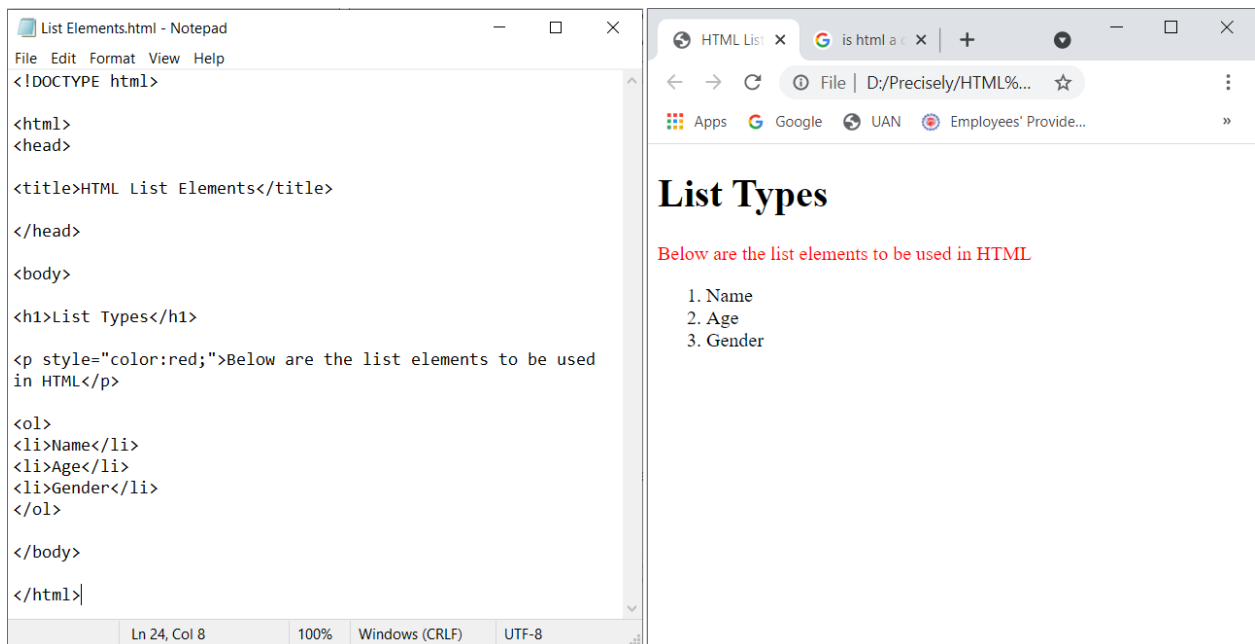 List Elements.html - Notepad
File Edit Format View Help
<!DOCTYPE html>
<html>
<head>
<title>HTML List Elements</title>
</head>
<body>
<h1>List Types</h1>
<p style="color:red;">Below are the list elements to be used
in HTML</p>
<ol>
<li>Name</li>
<li>Age</li>
<li>Gender</li>
</ol>
</body>
</html>
Ln 24, Col 8 100% Windows (CRLF) UTF-8
HTML List is html a c
File | D:/Precisely/HTML%...
Apps Google UAN Employees' Provide... »
List Types
Below are the list elements to be used in HTML
1. Name
2. Age
3. Gender